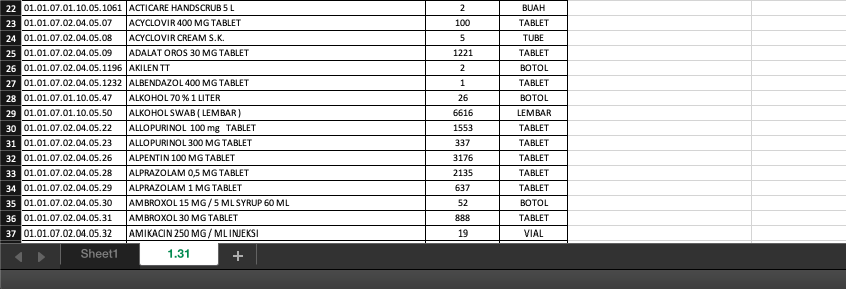 22 01.01.07.01.10.05.1061 ACTICARE HANDSCRUB 5 L 2 BUAH
23 01.01.07.02.04.05.07 ACYCLOVIR 400 MG TABLET 100 TABLET
24 01.01.07.02.04.05.08 ACYCLOVIR CREAM S.K. 5 TUBE
25 01.01.07.02.04.05.09 ADALAT OROS 30 MG TABLET 1221 TABLET
26 01.01.07.02.04.05.1196 AKILEN TT 2 BOTOL
27 01.01.07.02.04.05.1232 ALBENDAZOL 400 MG TABLET 1 TABLET
28 01.01.07.01.10.05.47 ALKOHOL 70 % 1 LITER 26 BOTOL
29 01.01.07.01.10.05.50 ALKOHOL SWAB ( LEMBAR ) 6616 LEMBAR
30 01.01.07.02.04.05.22 ALLOPURINOL 100 mg TABLET 1553 TABLET
31 01.01.07.02.04.05.23 ALLOPURINOL 300 MG TABLET 337 TABLET
32 01.01.07.02.04.05.26 ALPENTIN 100 MG TABLET 3176 TABLET
33 01.01.07.02.04.05.28 ALPRAZOLAM 0,5 MG TABLET 2135 TABLET
34 01.01.07.02.04.05.29 ALPRAZOLAM 1 MG TABLET 637 TABLET
35 01.01.07.02.04.05.30 AMBROXOL 15 MG / 5 ML SYRUP 60 ML 52 BOTOL
36 01.01.07.02.04.05.31 AMBROXOL 30 MG TABLET 888 TABLET
37 01.01.07.02.04.05.32 AMIKACIN 250 MG / ML INJEKSI 19 VIAL
Sheet1 1.31 +